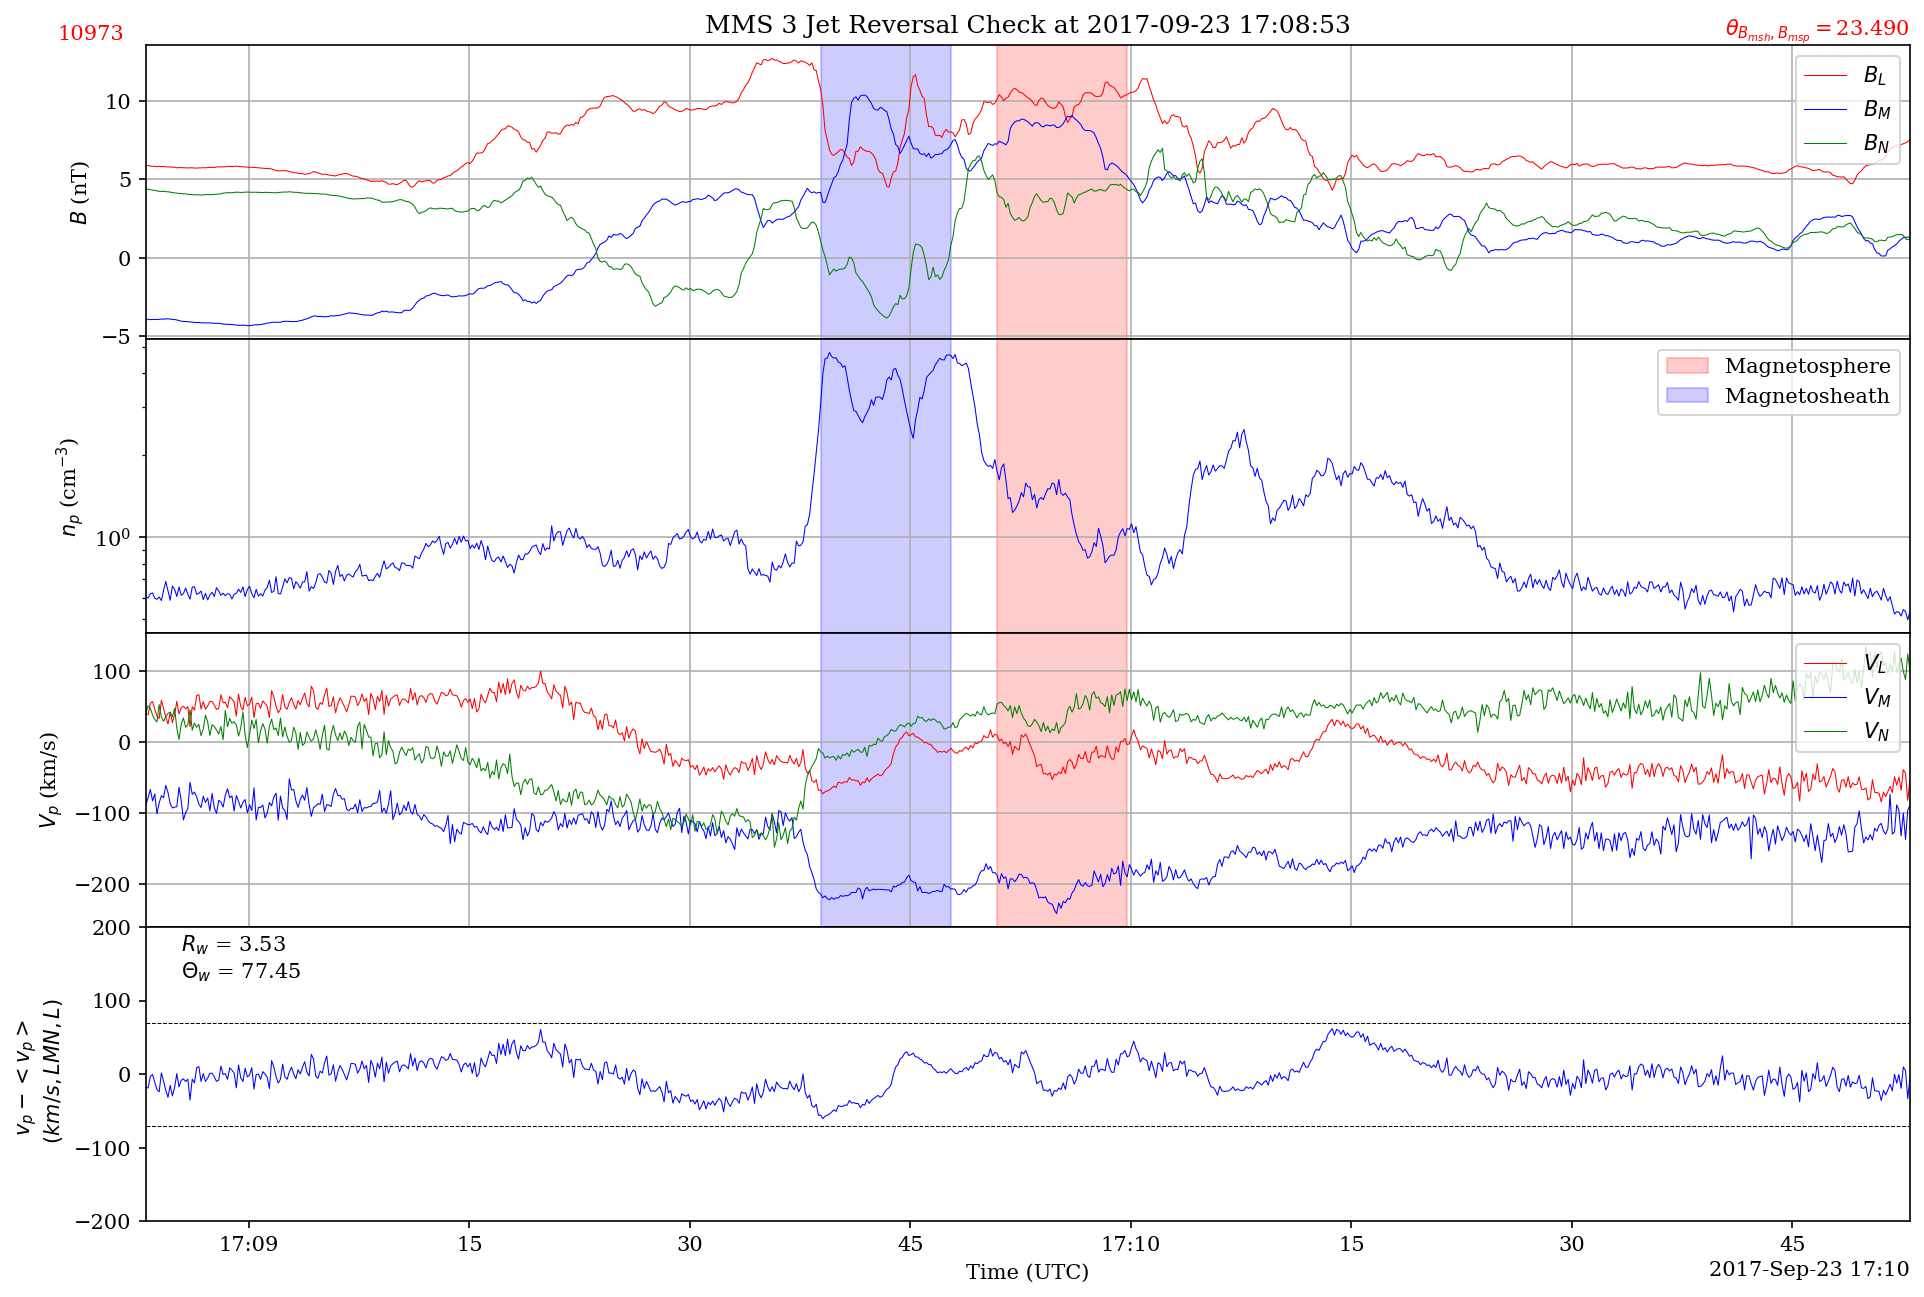 10973
MMS 3 Jet Reversal Check at 2017-09-23 17:08:53
θ_{B_{msh}, B_{msp}} = 23.490
B (nT)
10
5
0
−5
B_L
B_M
B_N
n_p (cm^{−3})
10^0
Magnetosphere
Magnetosheath
V_p (km/s)
100
0
−100
−200
V_L
V_M
V_N
v_p − < v_p >
(km/s, LMN, L)
200
100
0
−100
−200
R_w = 3.53
Θ_w = 77.45
17:09
15
30
45
17:10
15
30
45
Time (UTC)
2017-Sep-23 17:10